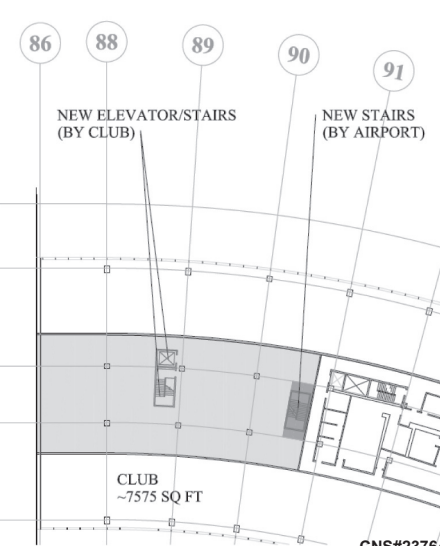 86
88
89
90
91
NEW ELEVATOR/STAIRS
(BY CLUB)
NEW STAIRS
(BY AIRPORT)
CLUB
~7575 SQ FT